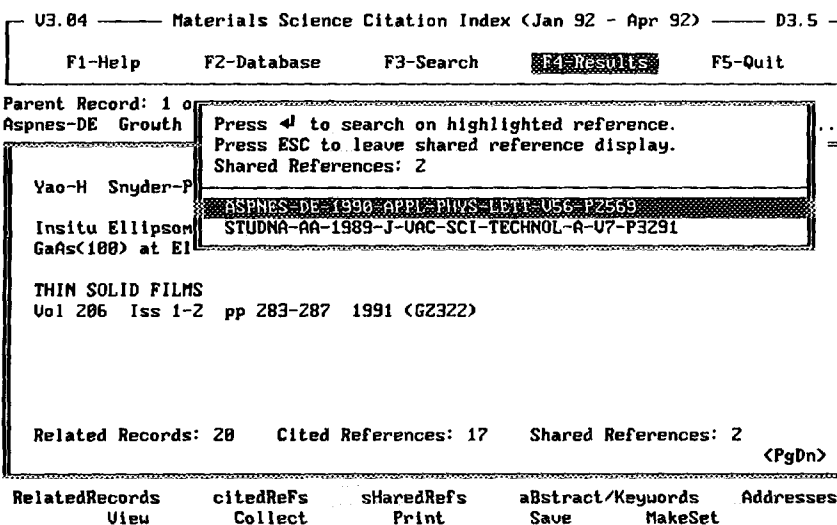 V3.04 Materials Science Citation Index (Jan 92 - Apr 92) D3.5
F1-Help F2-Database F3-Search F4-Results F5-Quit
Parent Record: 1 o
Aspnes-DE Growth ..
Press ↵ to search on highlighted reference.
Press ESC to leave shared reference display.
Shared References: 2
ASPNES-DE-1990-APPL-PHYS-LETT-V56-P2569
STUDNA-AA-1989-J-VAC-SCI-TECHNOL-A-V7-P3291
Yao-H Snyder-P
Insitu Ellipsom
GaAs(100) at El
THIN SOLID FILMS
Vol 206 Iss 1-2 pp 283-287 1991 (GZ322)
Related Records: 20 Cited References: 17 Shared References: 2
<PgDn>
RelatedRecords citedReFs sHaredRefs aBstract/Keywords Addresses
View Collect Print Save MakeSet